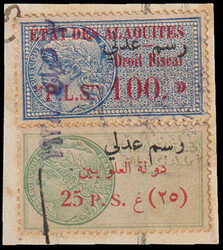 ETAT DES ALAOUITES
رسم عدلي
Droit Fiscal
"P.L.S" 100. »
رسم عدلي
دولة العلويين
25 P.S. غ (٢٥)